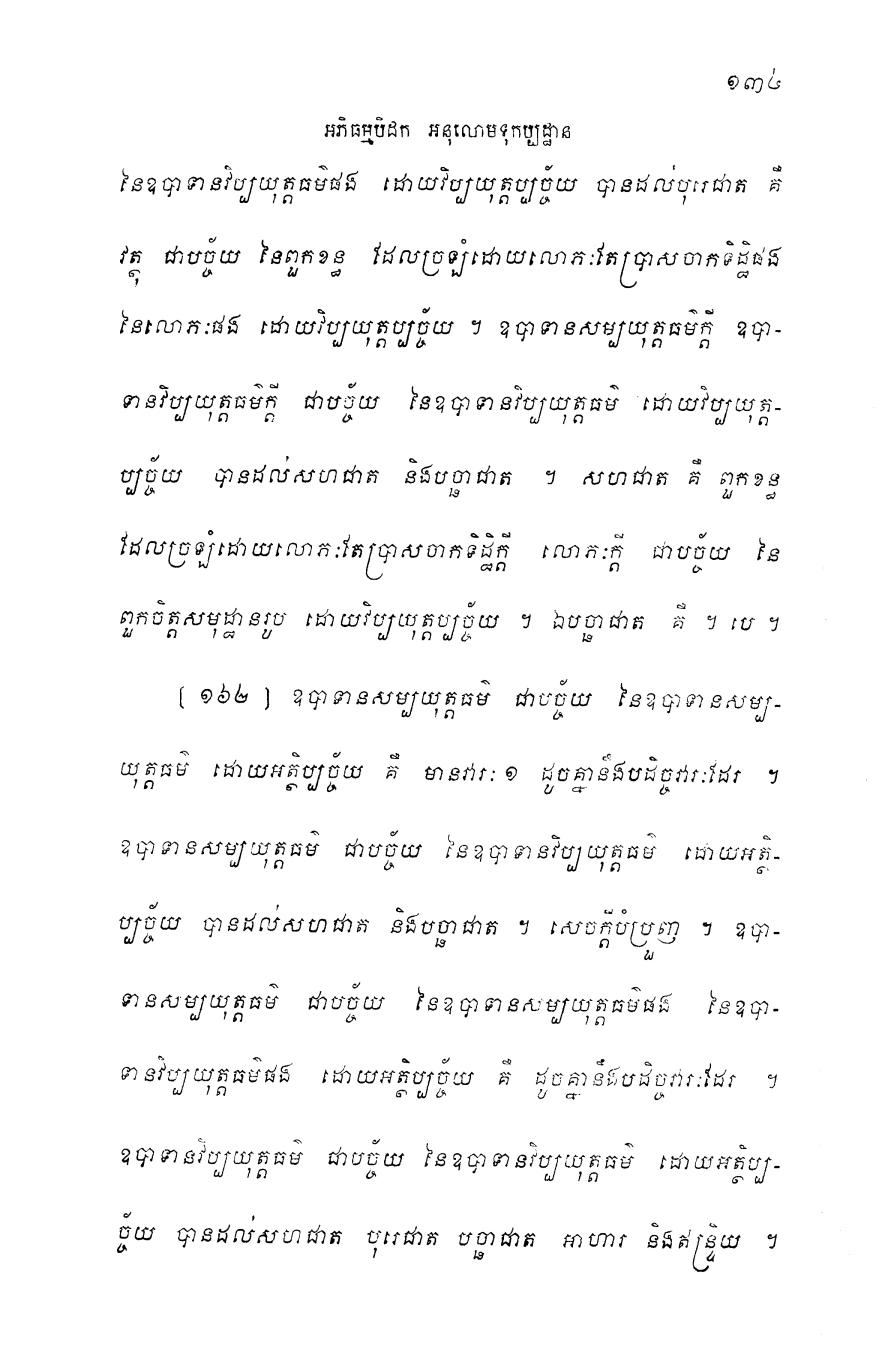 ១៣៤
អភិធម្មបិដក អនុលោមទុកប្បដ្ឋាន
នៃឧបាទានវិប្បយុត្តធម៌ផង ដោយវិប្បយុត្តប្បច្ច័យ បានដល់បុរេជាត គឺ
វត្ថុ ជាបច្ច័យ នៃពួកខន្ធ ដែលច្រឡំដោយលោភៈតែប្រាសចាកទិដ្ឋិផង
នៃលោភៈផង ដោយវិប្បយុត្តប្បច្ច័យ ។ ឧបាទានសម្បយុត្តធម៌ក្តី ឧបា-
ទានវិប្បយុត្តធម៌ក្តី ជាបច្ច័យ នៃឧបាទានវិប្បយុត្តធម៌ ដោយវិប្បយុត្ត-
ប្បច្ច័យ បានដល់សហជាត និងបច្ឆាជាត ។ សហជាត គឺ ពួកខន្ធ
ដែលច្រឡំដោយលោភៈតែប្រាសចាកទិដ្ឋិក្តី លោភៈក្តី ជាបច្ច័យ នៃ
ពួកចិត្តសមុដ្ឋានរូប ដោយវិប្បយុត្តប្បច្ច័យ ។ ឯបច្ឆាជាត គឺ ។ បេ ។
[ ១៦២ ] ឧបាទានសម្បយុត្តធម៌ ជាបច្ច័យ នៃឧបាទានសម្ប-
យុត្តធម៌ ដោយអត្ថិប្បច្ច័យ គឺ មានវារៈ ១ ដូចគ្នានឹងបដិច្ចវារៈដែរ ។
ឧបាទានសម្បយុត្តធម៌ ជាបច្ច័យ នៃឧបាទានវិប្បយុត្តធម៌ ដោយអត្ថិ-
ប្បច្ច័យ បានដល់សហជាត និងបច្ឆាជាត ។ សេចក្តីបំប្រួញ ។ ឧបា-
ទានសម្បយុត្តធម៌ ជាបច្ច័យ នៃឧបាទានសម្បយុត្តធម៌ផង នៃឧបា-
ទានវិប្បយុត្តធម៌ផង ដោយអត្ថិប្បច្ច័យ គឺ ដូចគ្នានឹងបដិច្ចវារៈដែរ ។
ឧបាទានវិប្បយុត្តធម៌ ជាបច្ច័យ នៃឧបាទានវិប្បយុត្តធម៌ ដោយអត្ថិប្ប-
ច្ច័យ បានដល់សហជាត បុរេជាត បច្ឆាជាត អាហារ និងឥន្ទ្រិយ ។